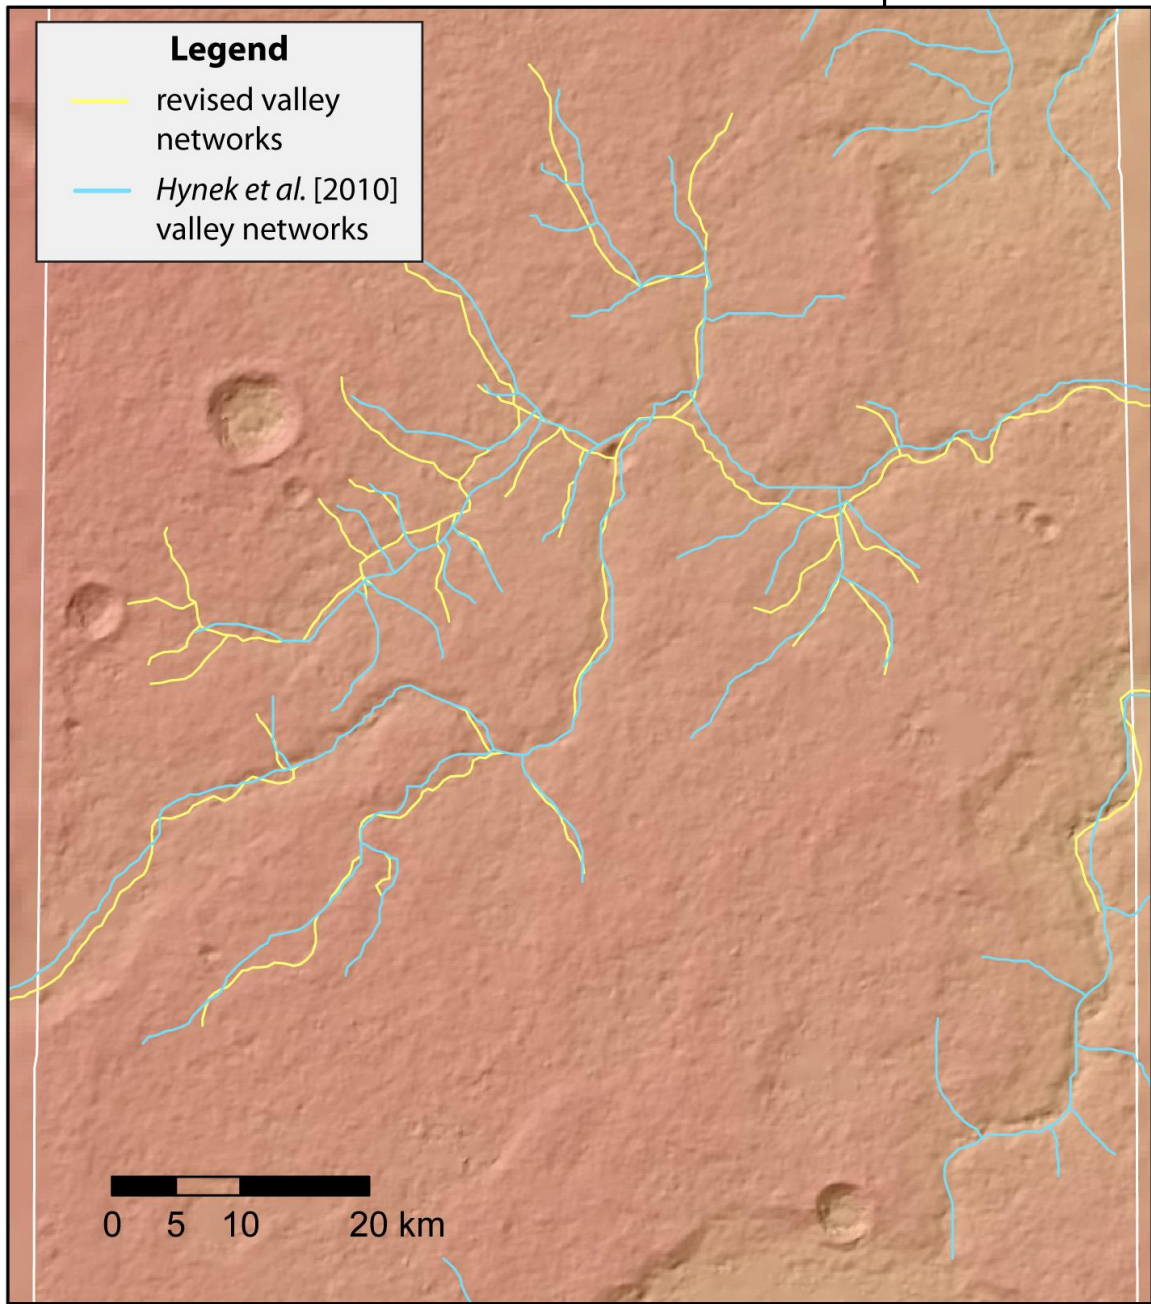 Legend
revised valley
networks
Hynek et al. [2010]
valley networks
0 5 10 20 km